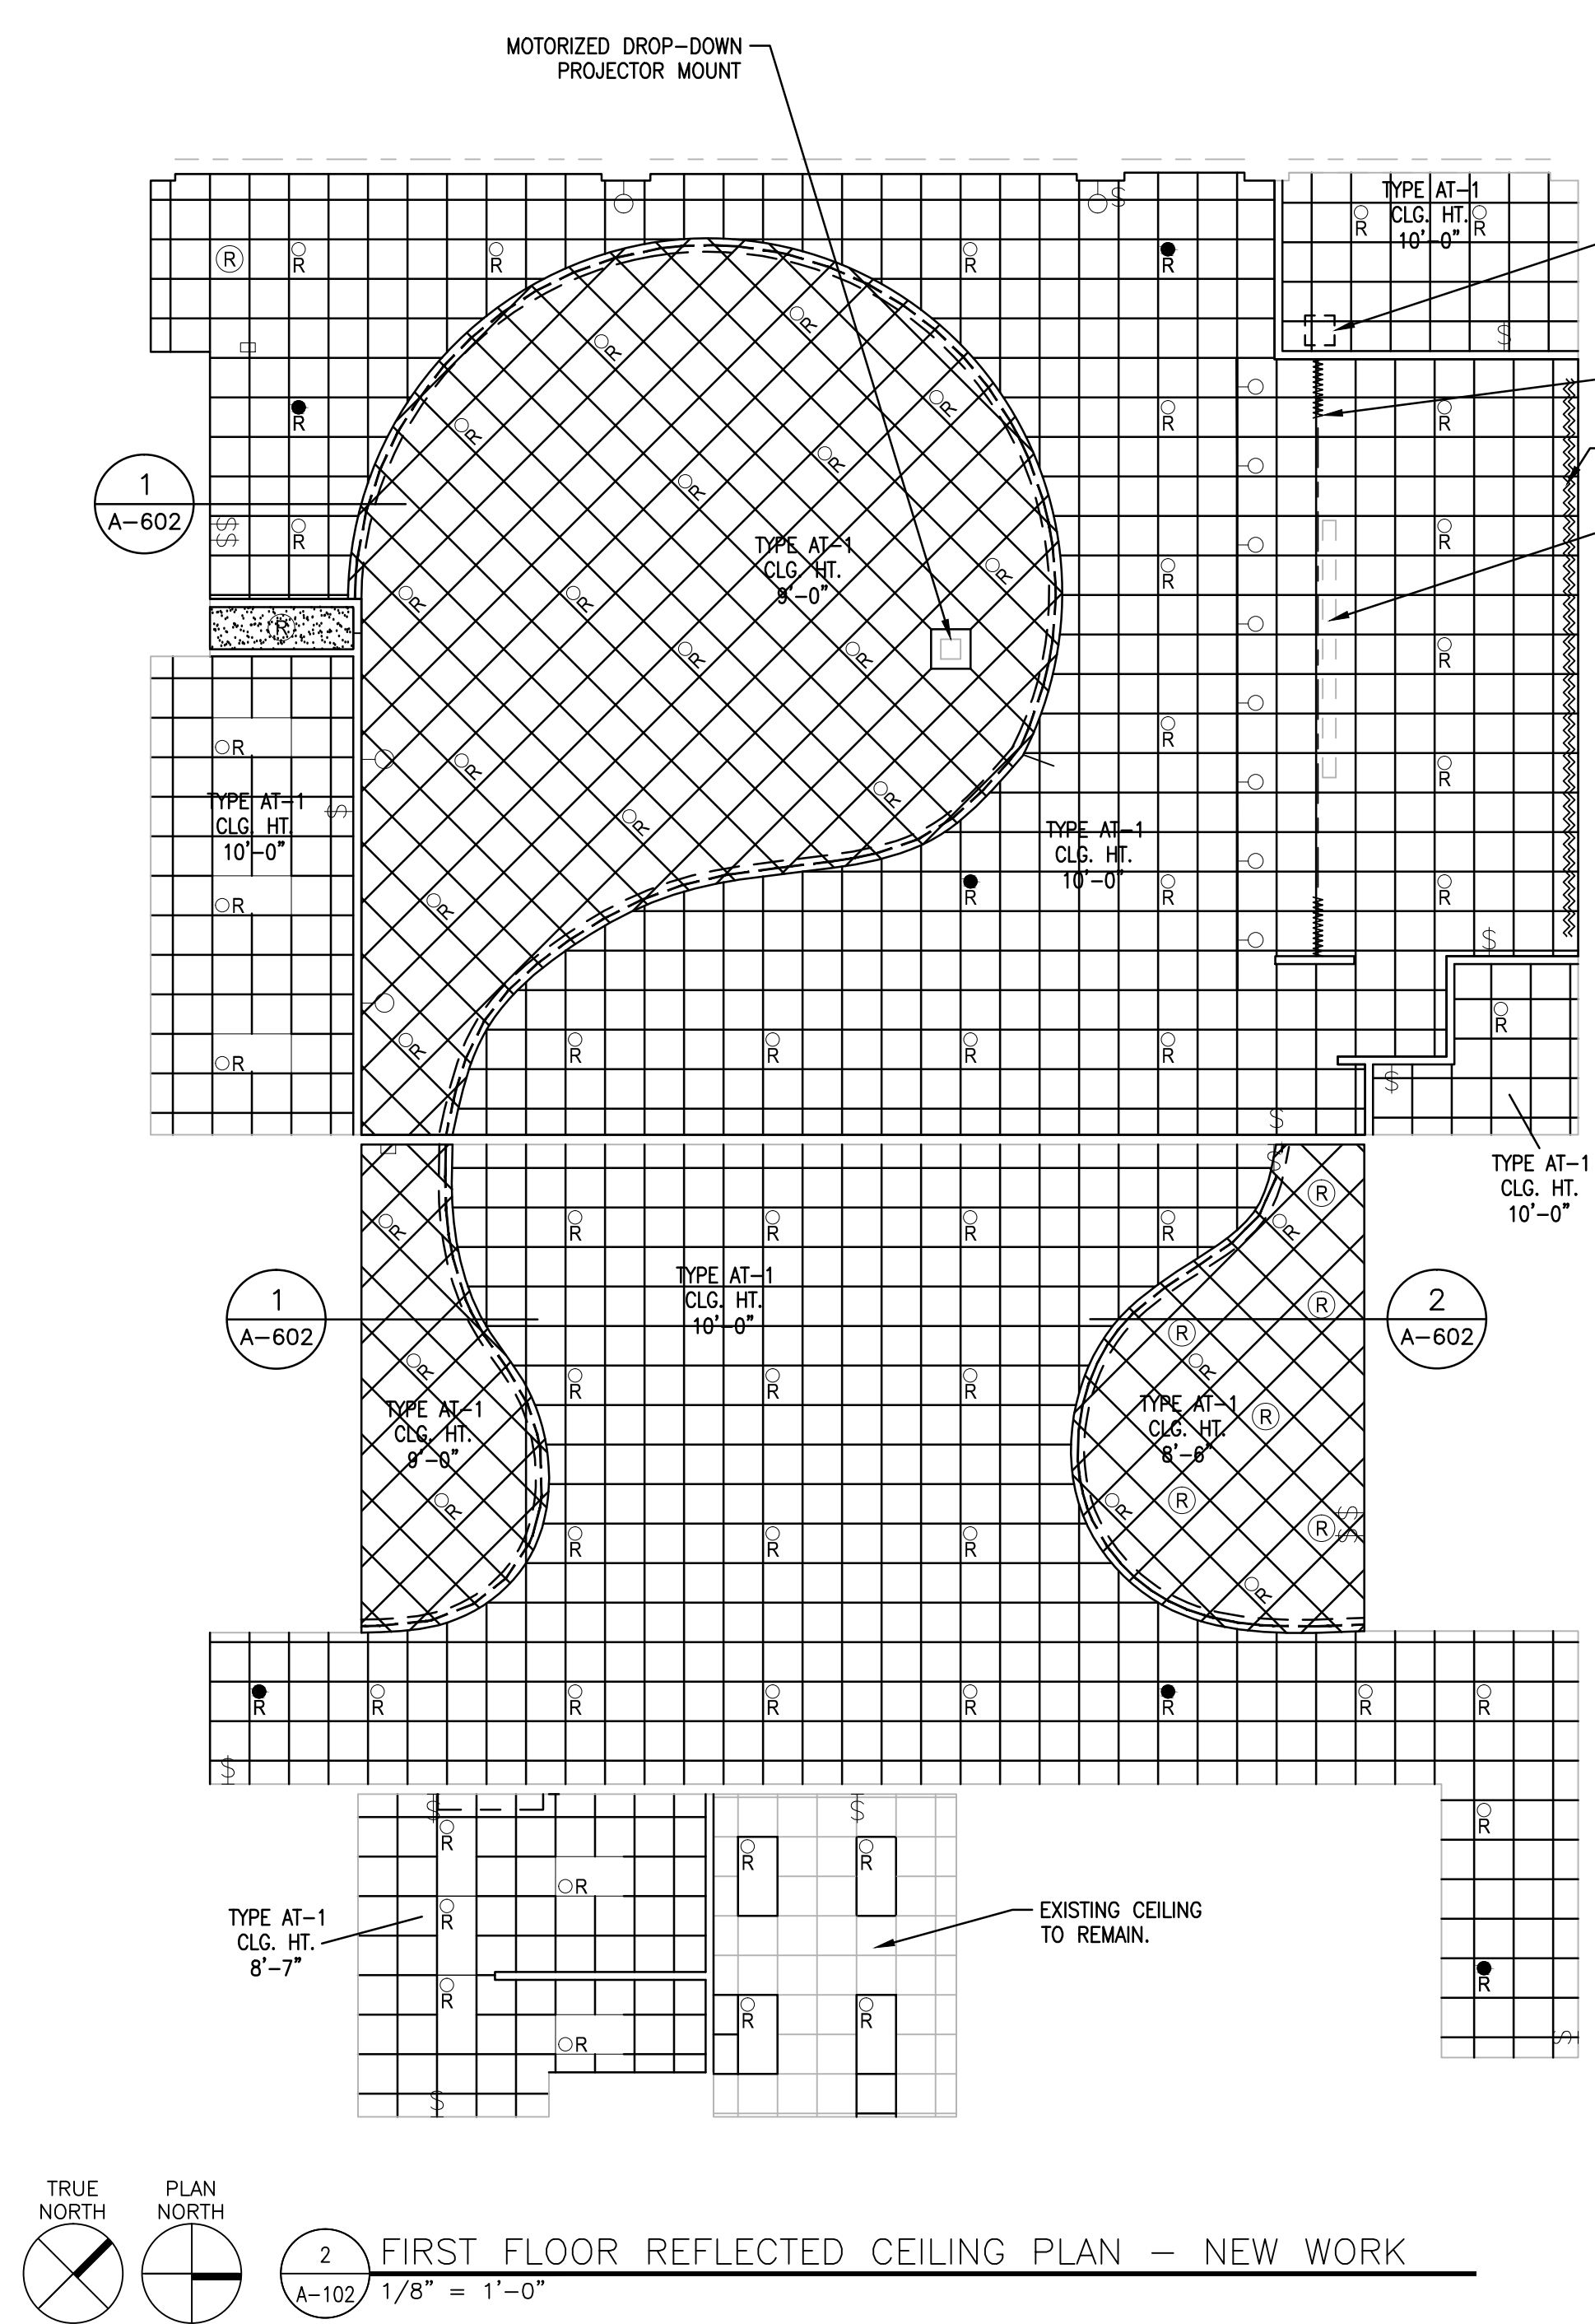 MOTORIZED DROP-DOWN
PROJECTOR MOUNT
TYPE AT-1
CLG. HT.
10'-0"
R R
R R R R R
R R
R
R R
R R R
R
1
A-602
R R
R R
TYPE AT-1
CLG. HT.
9'-0"
R R
R R R
R
R R R
R
R
R R R
R
TYPE AT-1
CLG. HT.
10'-0"
R
R
TYPE AT-1
CLG. HT.
10'-0"
R R R
R R
R
R R R R R
R
TYPE AT-1
CLG. HT.
10'-0"
R
R R R R R R
TYPE AT-1
CLG. HT.
10'-0"
R
R
1
A-602
2
A-602
R R
R R R
TYPE AT-1
CLG. HT.
9'-0"
TYPE AT-1
CLG. HT.
8'-6"
R
R R R
R R R R
R
R R R R R R R R
R R R R
R
R
TYPE AT-1
CLG. HT.
8'-7"
EXISTING CEILING
TO REMAIN.
R
R R R
R
R
TRUE
NORTH
PLAN
NORTH
2
A-102
FIRST FLOOR REFLECTED CEILING PLAN - NEW WORK
1/8" = 1'-0"